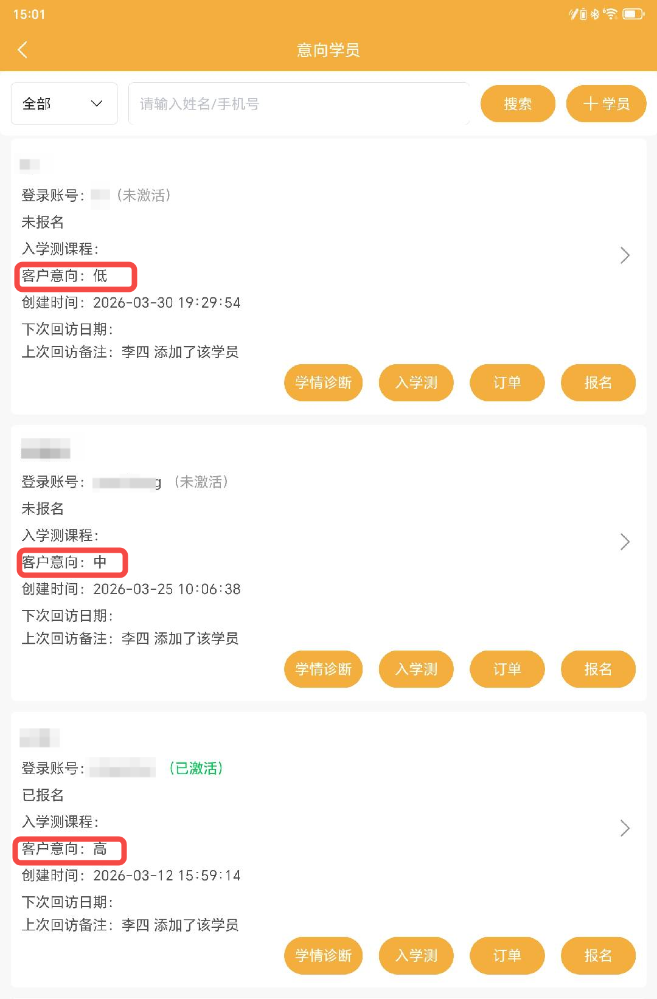 15:01
意向学员
全部
请输入姓名/手机号
搜索
十学员
登录账号： （未激活）
未报名
入学测课程：
客户意向：低
创建时间：2026-03-30 19:29:54
下次回访日期：
上次回访备注：李四 添加了该学员
学情诊断 入学测 订单 报名
登录账号： g （未激活）
未报名
入学测课程：
客户意向：中
创建时间：2026-03-25 10:06:38
下次回访日期：
上次回访备注：李四 添加了该学员
学情诊断 入学测 订单 报名
登录账号： （已激活）
已报名
入学测课程：
客户意向：高
创建时间：2026-03-12 15:59:14
下次回访日期：
上次回访备注：李四 添加了该学员
学情诊断 入学测 订单 报名